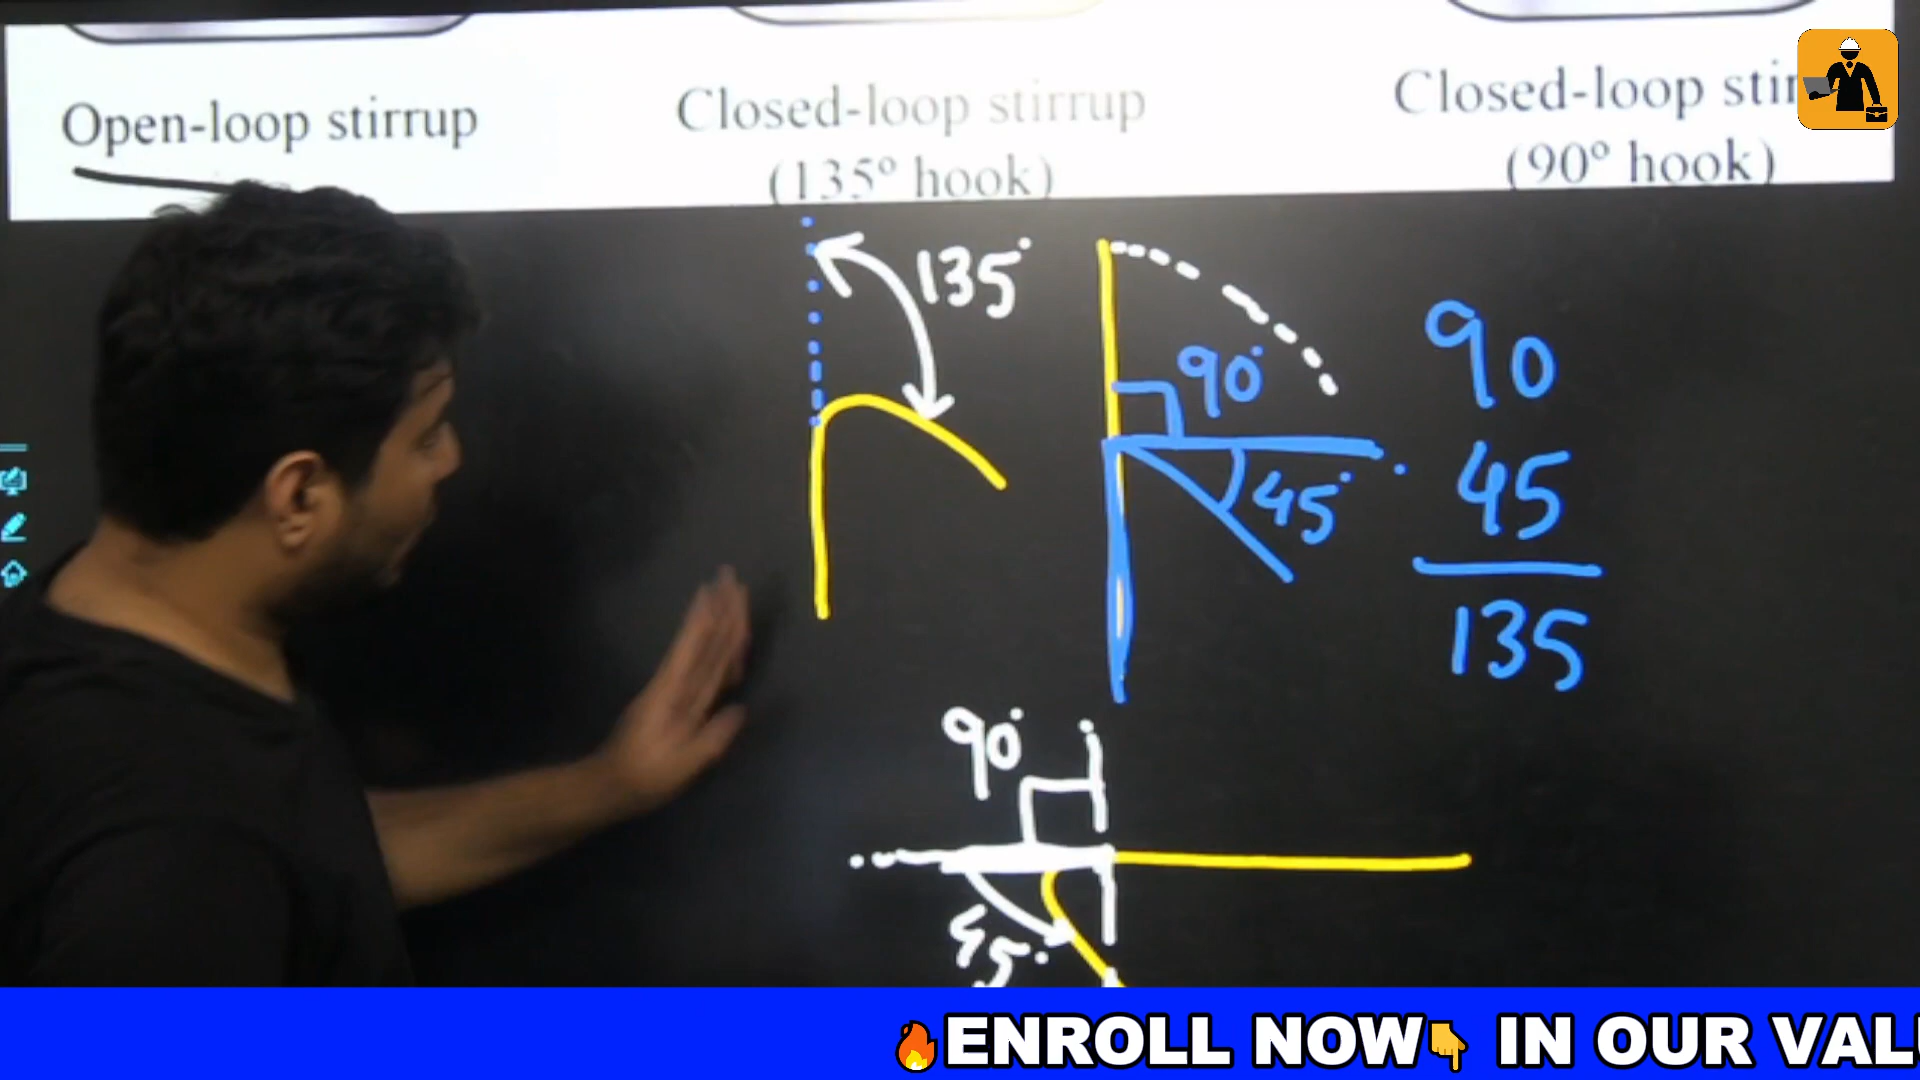 Open-loop stirrup
Closed-loop stirrup
(135° hook)
Closed-loop stir
(90° hook)
135°
90°
45°
90
45
135
90°
45°
🔥ENROLL NOW👇 IN OUR VAL